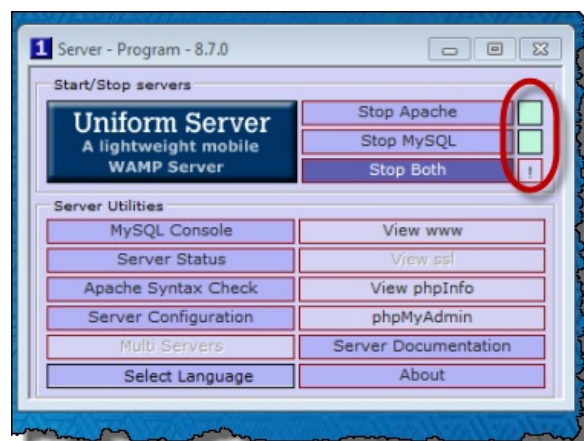 1 Server - Program - 8.7.0
Start/Stop servers
Uniform Server
A lightweight mobile
WAMP Server
Stop Apache
Stop MySQL
Stop Both !
Server Utilities
MySQL Console View www
Server Status View ssl
Apache Syntax Check View phpInfo
Server Configuration phpMyAdmin
Multi Servers Server Documentation
Select Language About